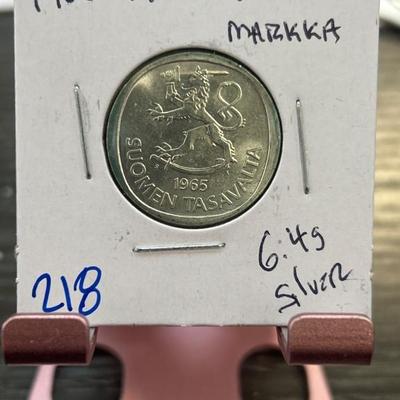 MARKKA
SUOMEN TASAVALTA
1965
6.4g
Silver
218